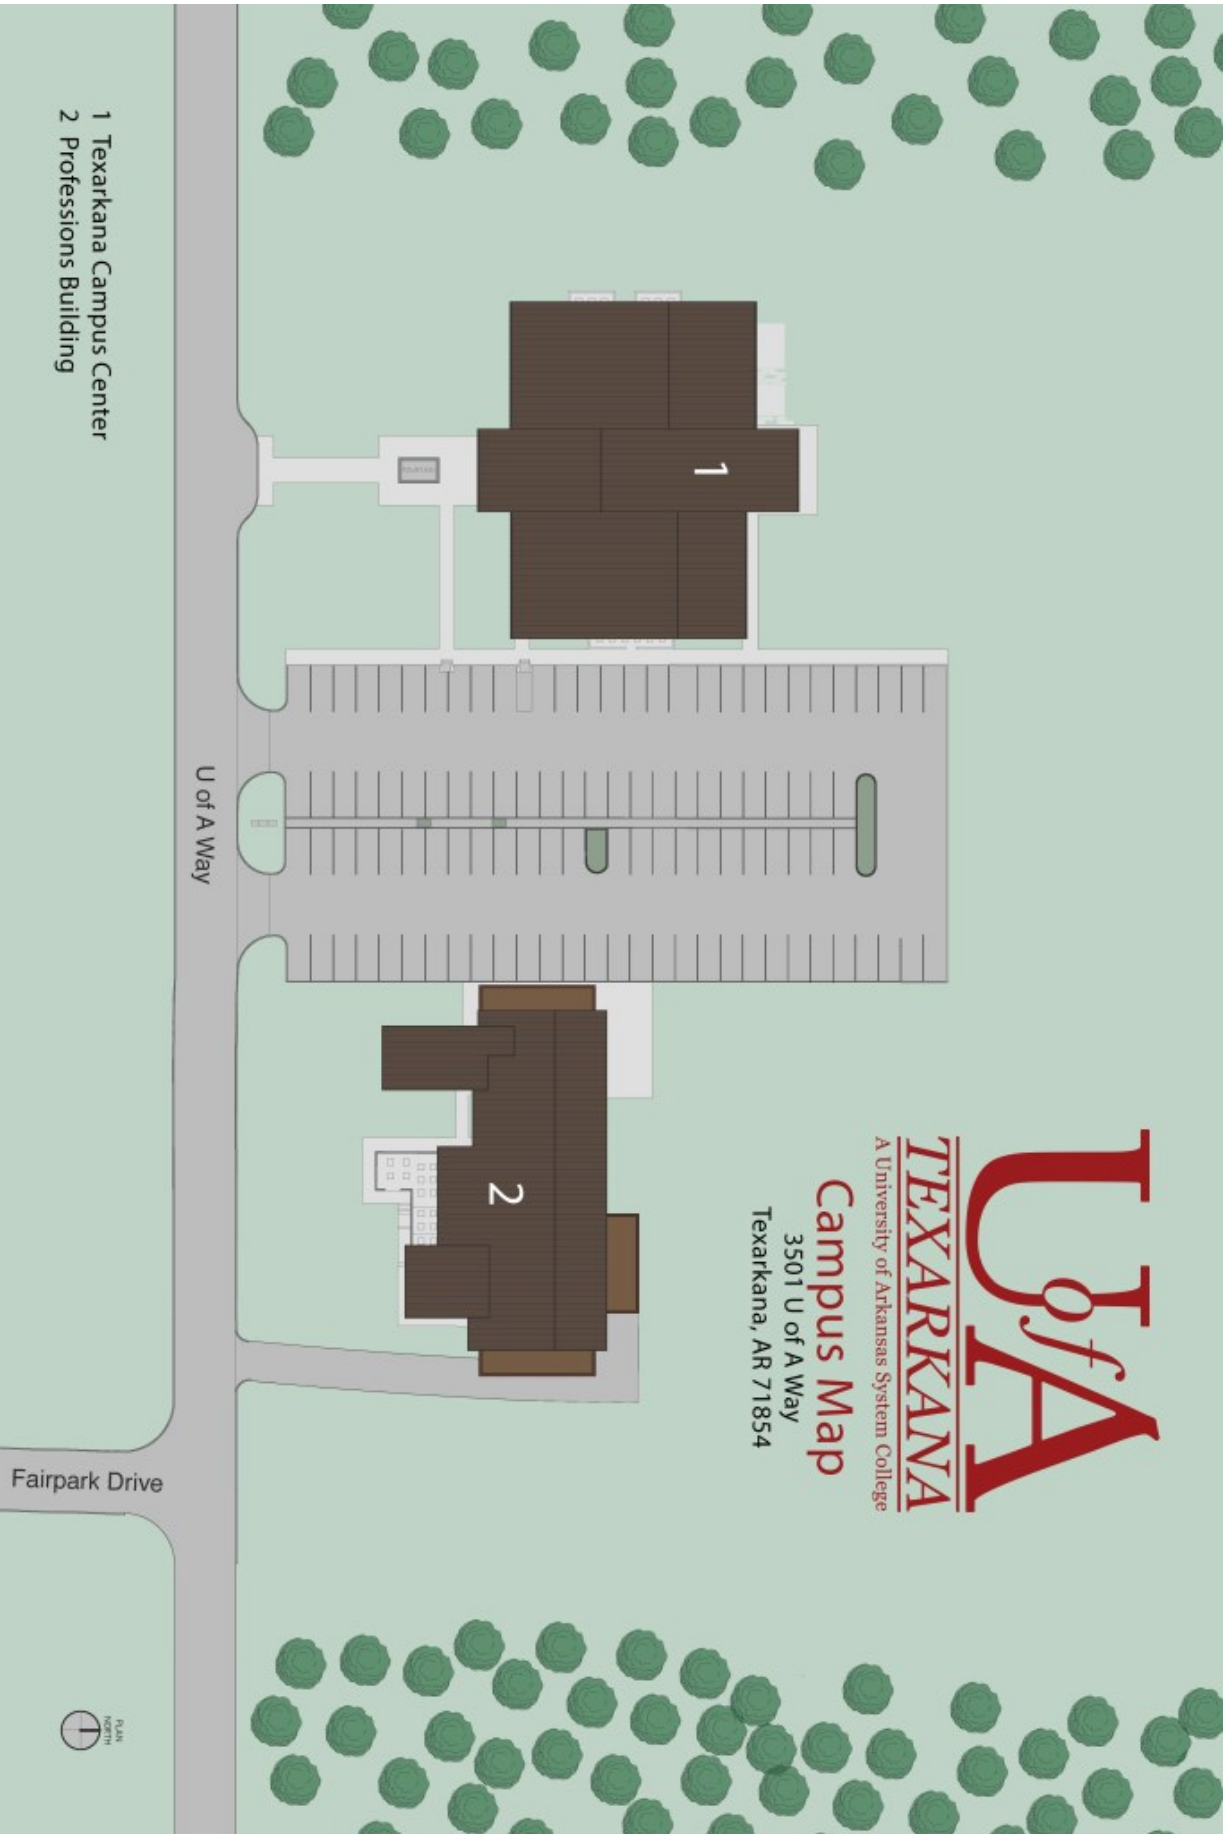 U of A
TEXARKANA
A University of Arkansas System College
Campus Map
3501 U of A Way
Texarkana, AR 71854
1
2
U of A Way
Fairpark Drive
1 Texarkana Campus Center
2 Professions Building
PLAN
NORTH